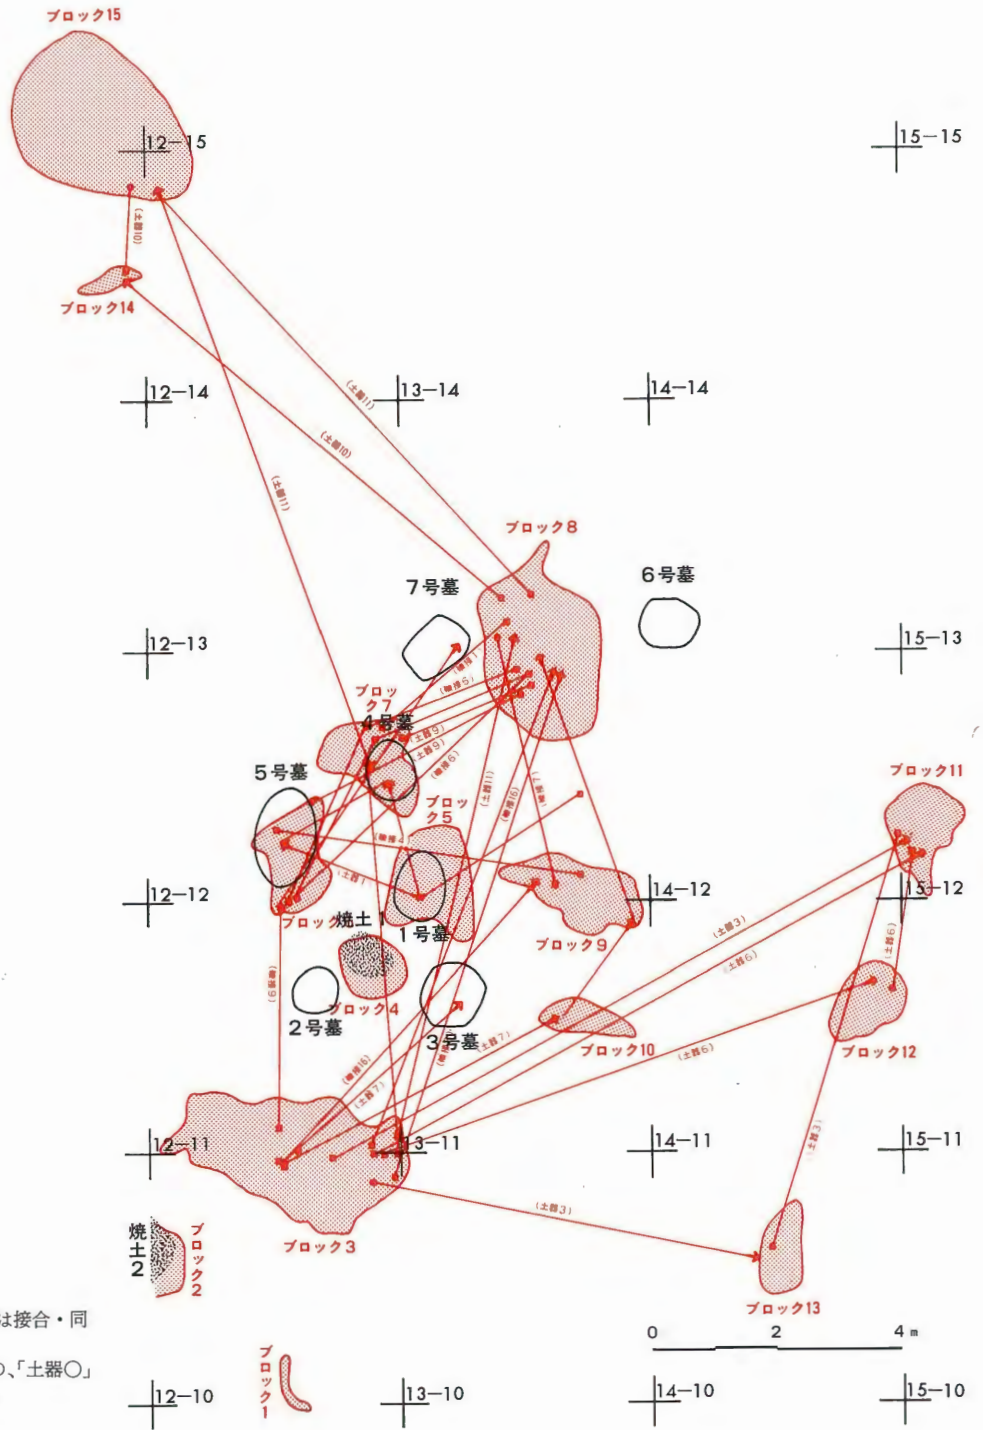 ブロック15
12−15
15−15
(土器10)
ブロック14
12−14
13−14
14−14
(土器11)
(土器10)
(土器11)
ブロック8
7号墓
6号墓
12−13
15−13
ブロッ
ク7
4号墓
(土器9)
(土器9)
5号墓
ブロッ
ク5
(土器11)
ブロック11
12−12
14−12
15−12
焼土1
1号墓
ブロック9
(土器3)
(土器6)
(土器6)
2号墓
ブロック4
3号墓
(土器7)
ブロック10
(土器6)
ブロック12
(土器7)
12−11
13−11
14−11
15−11
(土器3)
(土器3)
ブロック3
焼土2
ブロック2
ブロック13
0 2 4m
は接合・同
、「土器○」
ブロック1
12−10
13−10
14−10
15−10